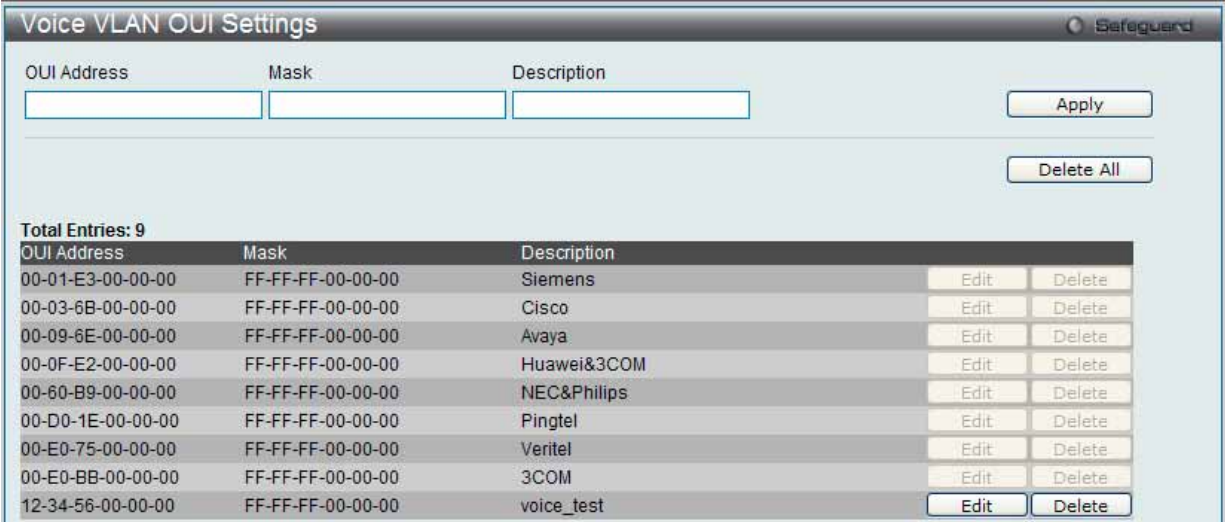 Voice VLAN OUI Settings Safeguard
OUI Address Mask Description
Apply
Delete All
Total Entries: 9
OUI Address Mask Description
00-01-E3-00-00-00 FF-FF-FF-00-00-00 Siemens Edit Delete
00-03-6B-00-00-00 FF-FF-FF-00-00-00 Cisco Edit Delete
00-09-6E-00-00-00 FF-FF-FF-00-00-00 Avaya Edit Delete
00-0F-E2-00-00-00 FF-FF-FF-00-00-00 Huawei&3COM Edit Delete
00-60-B9-00-00-00 FF-FF-FF-00-00-00 NEC&Philips Edit Delete
00-D0-1E-00-00-00 FF-FF-FF-00-00-00 Pingtel Edit Delete
00-E0-75-00-00-00 FF-FF-FF-00-00-00 Veritel Edit Delete
00-E0-BB-00-00-00 FF-FF-FF-00-00-00 3COM Edit Delete
12-34-56-00-00-00 FF-FF-FF-00-00-00 voice_test Edit Delete